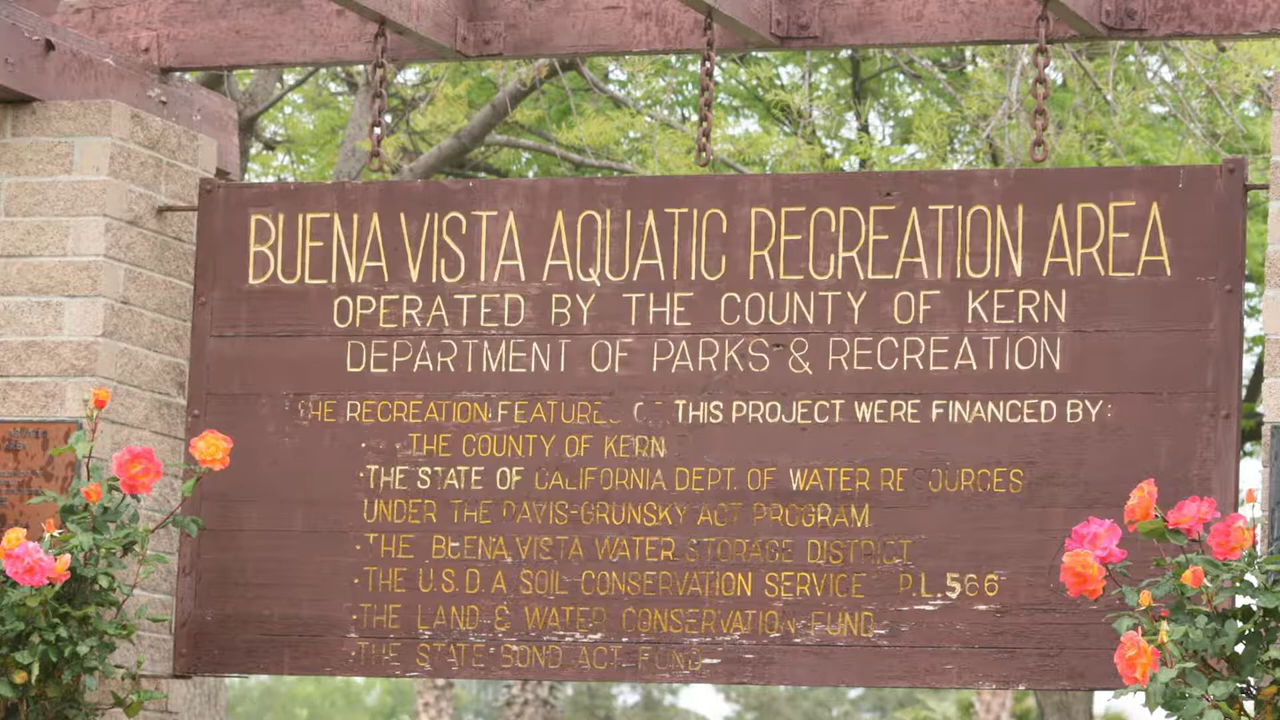 BUENA VISTA AQUATIC RECREATION AREA
OPERATED BY THE COUNTY OF KERN
DEPARTMENT OF PARKS & RECREATION
THE RECREATION FEATURES OF THIS PROJECT WERE FINANCED BY:
· THE COUNTY OF KERN
·THE STATE OF CALIFORNIA DEPT. OF WATER RESOURCES
UNDER THE DAVIS-GRUNSKY ACT PROGRAM
·THE BUENA VISTA WATER STORAGE DISTRICT
·THE U.S.D.A SOIL CONSERVATION SERVICE P.L.566
·THE LAND & WATER CONSERVATION FUND
·THE STATE BOND ACT FUND